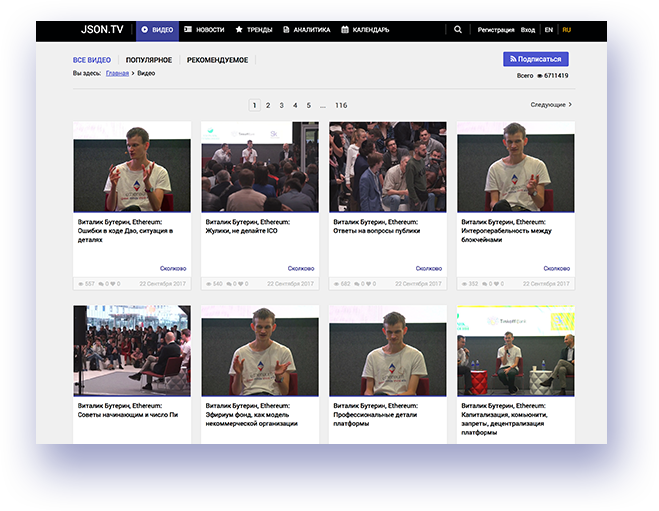 JSON.TV ВИДЕО НОВОСТИ ТРЕНДЫ АНАЛИТИКА КАЛЕНДАРЬ Регистрация Вход EN RU
ВСЕ ВИДЕО ПОПУЛЯРНОЕ РЕКОМЕНДУЕМОЕ Подписаться
Вы здесь: Главная > Видео Всего 6711419
1 2 3 4 5 ... 116 Следующие >
Виталик Бутерин, Ethereum:
Ошибки в коде Дао, ситуация в
деталях
Сколково
557 0 0 22 Сентября 2017
Виталик Бутерин, Ethereum:
Жулики, не делайте ICO
Сколково
540 0 0 22 Сентября 2017
Виталик Бутерин, Ethereum:
Ответы на вопросы публики
Сколково
582 0 0 22 Сентября 2017
Виталик Бутерин, Ethereum:
Интероперабельность между
блокчейнами
Сколково
352 0 0 22 Сентября 2017
Виталик Бутерин, Ethereum:
Советы начинающим и число Пи
Виталик Бутерин, Ethereum:
Эфириум фонд, как модель
некоммерческой организации
Виталик Бутерин, Ethereum:
Профессиональные детали
платформы
Виталик Бутерин, Ethereum:
Капитализация, комьюнити,
запреты, децентрализация
платформы